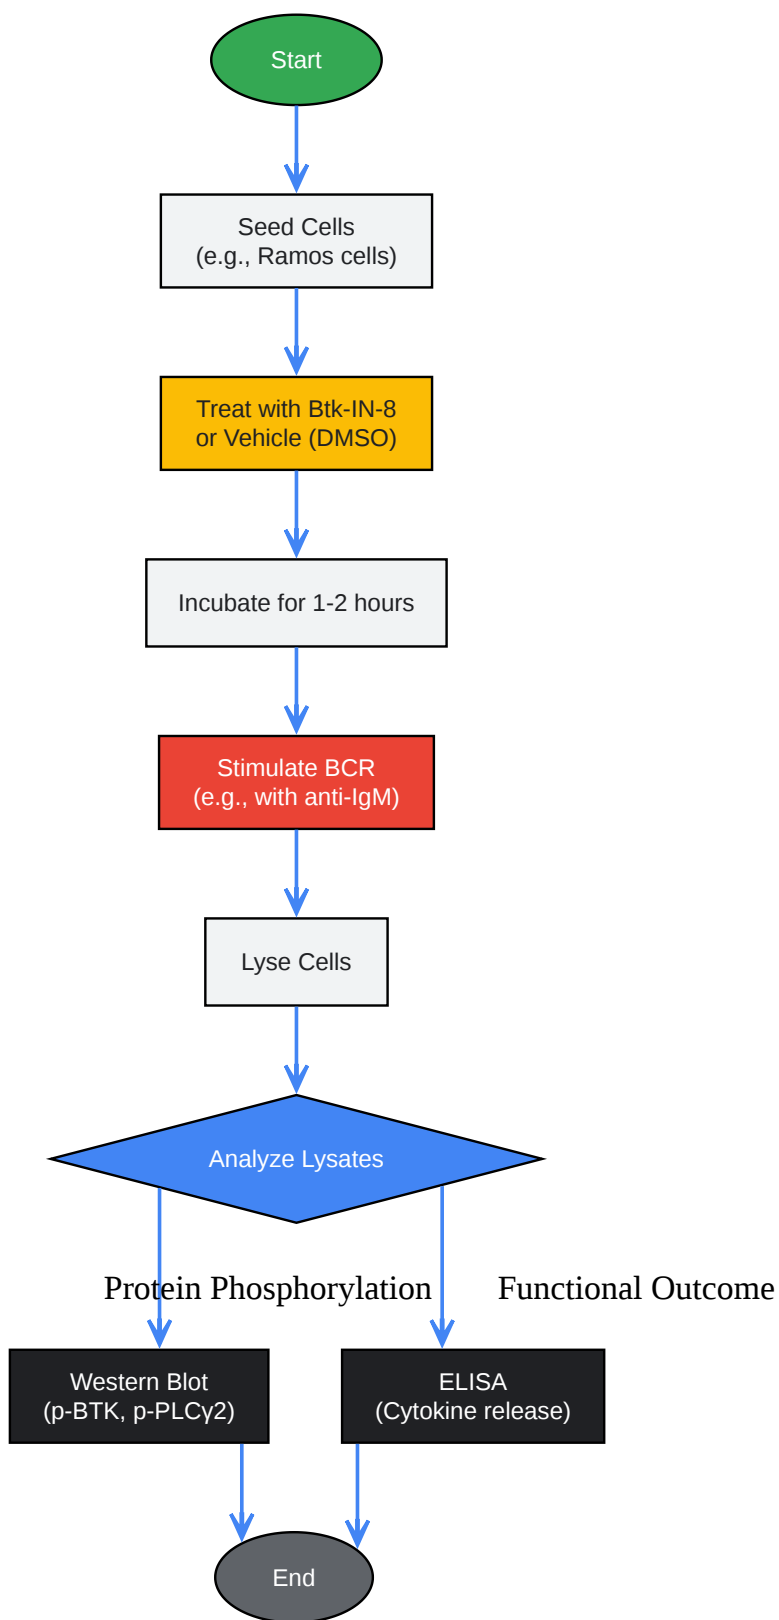 Start
Seed Cells
(e.g., Ramos cells)
Treat with Btk-IN-8
or Vehicle (DMSO)
Incubate for 1-2 hours
Stimulate BCR
(e.g., with anti-IgM)
Lyse Cells
Analyze Lysates
Protein Phosphorylation
Functional Outcome
Western Blot
(p-BTK, p-PLCγ2)
ELISA
(Cytokine release)
End